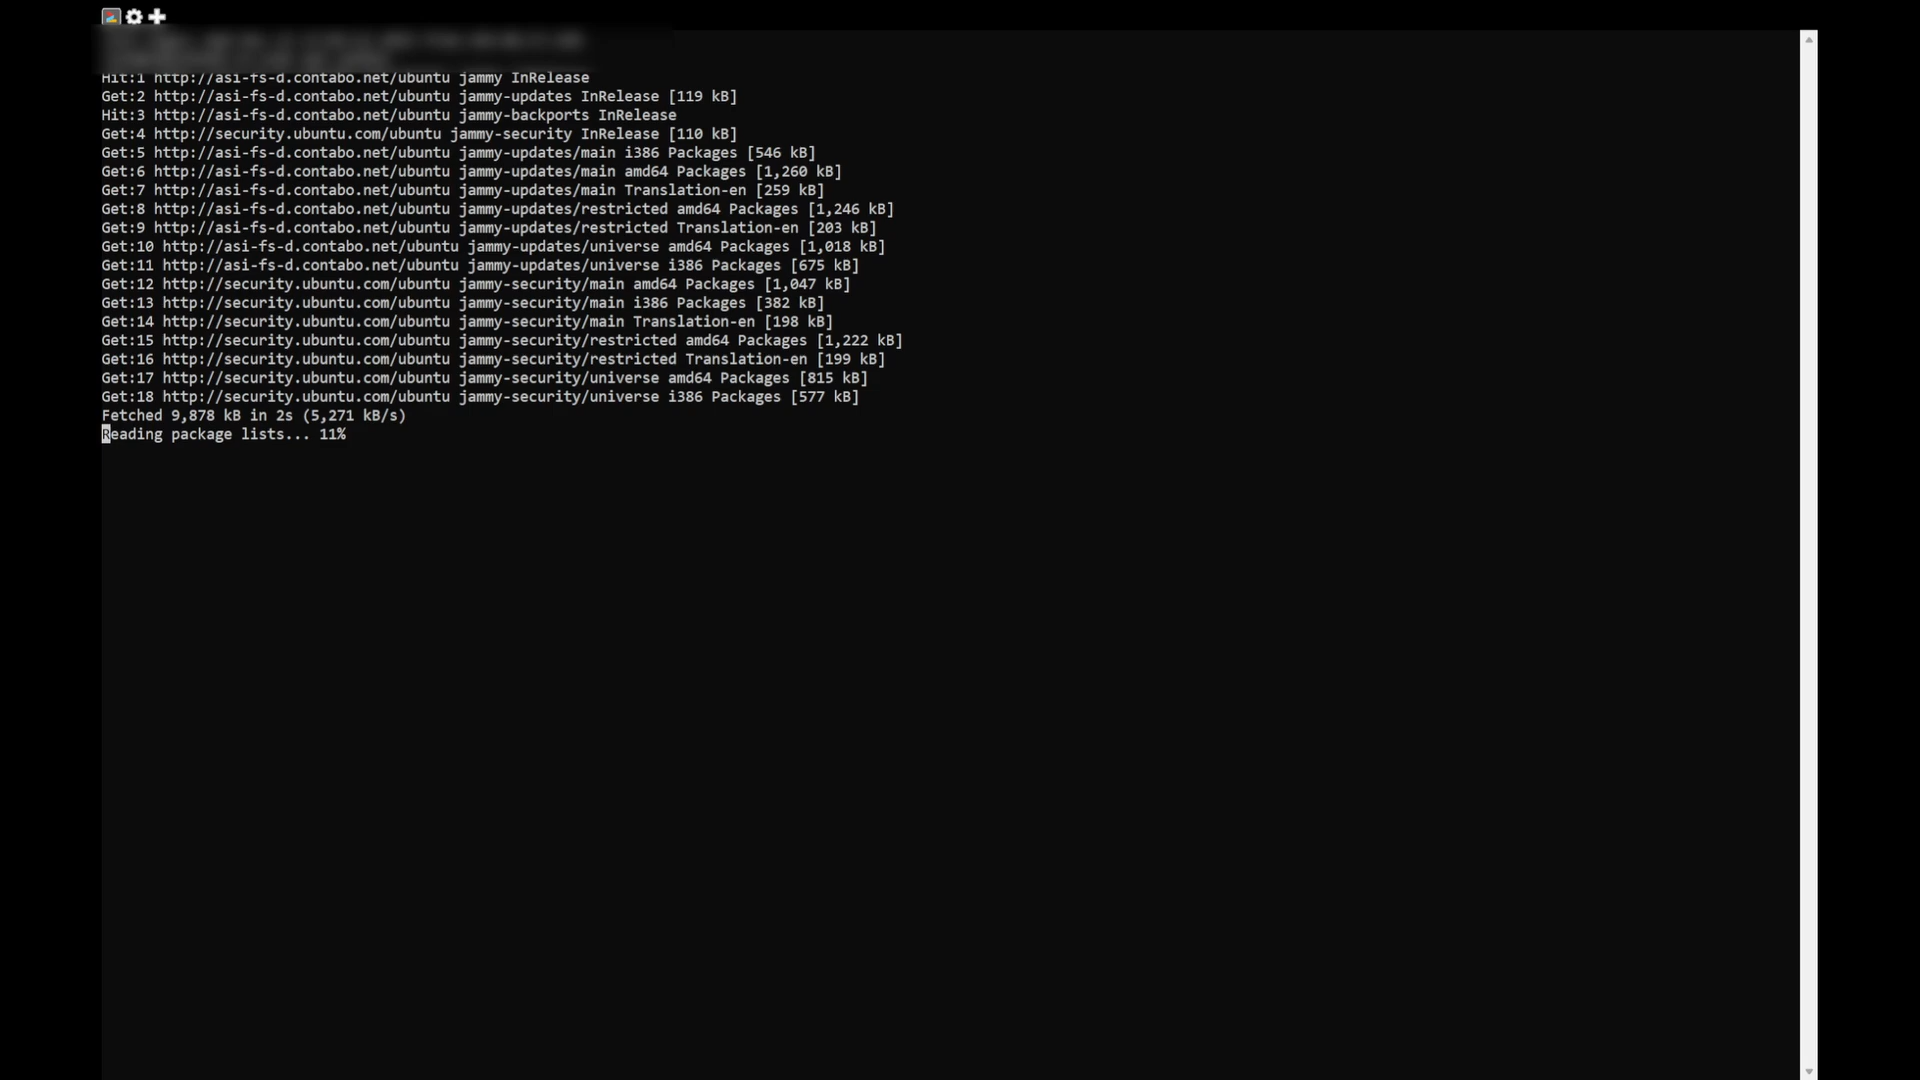 Hit:1 http://asi-fs-d.contabo.net/ubuntu jammy InRelease
Get:2 http://asi-fs-d.contabo.net/ubuntu jammy-updates InRelease [119 kB]
Hit:3 http://asi-fs-d.contabo.net/ubuntu jammy-backports InRelease
Get:4 http://security.ubuntu.com/ubuntu jammy-security InRelease [110 kB]
Get:5 http://asi-fs-d.contabo.net/ubuntu jammy-updates/main i386 Packages [546 kB]
Get:6 http://asi-fs-d.contabo.net/ubuntu jammy-updates/main amd64 Packages [1,260 kB]
Get:7 http://asi-fs-d.contabo.net/ubuntu jammy-updates/main Translation-en [259 kB]
Get:8 http://asi-fs-d.contabo.net/ubuntu jammy-updates/restricted amd64 Packages [1,246 kB]
Get:9 http://asi-fs-d.contabo.net/ubuntu jammy-updates/restricted Translation-en [203 kB]
Get:10 http://asi-fs-d.contabo.net/ubuntu jammy-updates/universe amd64 Packages [1,018 kB]
Get:11 http://asi-fs-d.contabo.net/ubuntu jammy-updates/universe i386 Packages [675 kB]
Get:12 http://security.ubuntu.com/ubuntu jammy-security/main amd64 Packages [1,047 kB]
Get:13 http://security.ubuntu.com/ubuntu jammy-security/main i386 Packages [382 kB]
Get:14 http://security.ubuntu.com/ubuntu jammy-security/main Translation-en [198 kB]
Get:15 http://security.ubuntu.com/ubuntu jammy-security/restricted amd64 Packages [1,222 kB]
Get:16 http://security.ubuntu.com/ubuntu jammy-security/restricted Translation-en [199 kB]
Get:17 http://security.ubuntu.com/ubuntu jammy-security/universe amd64 Packages [815 kB]
Get:18 http://security.ubuntu.com/ubuntu jammy-security/universe i386 Packages [577 kB]
Fetched 9,878 kB in 2s (5,271 kB/s)
Reading package lists... 11%